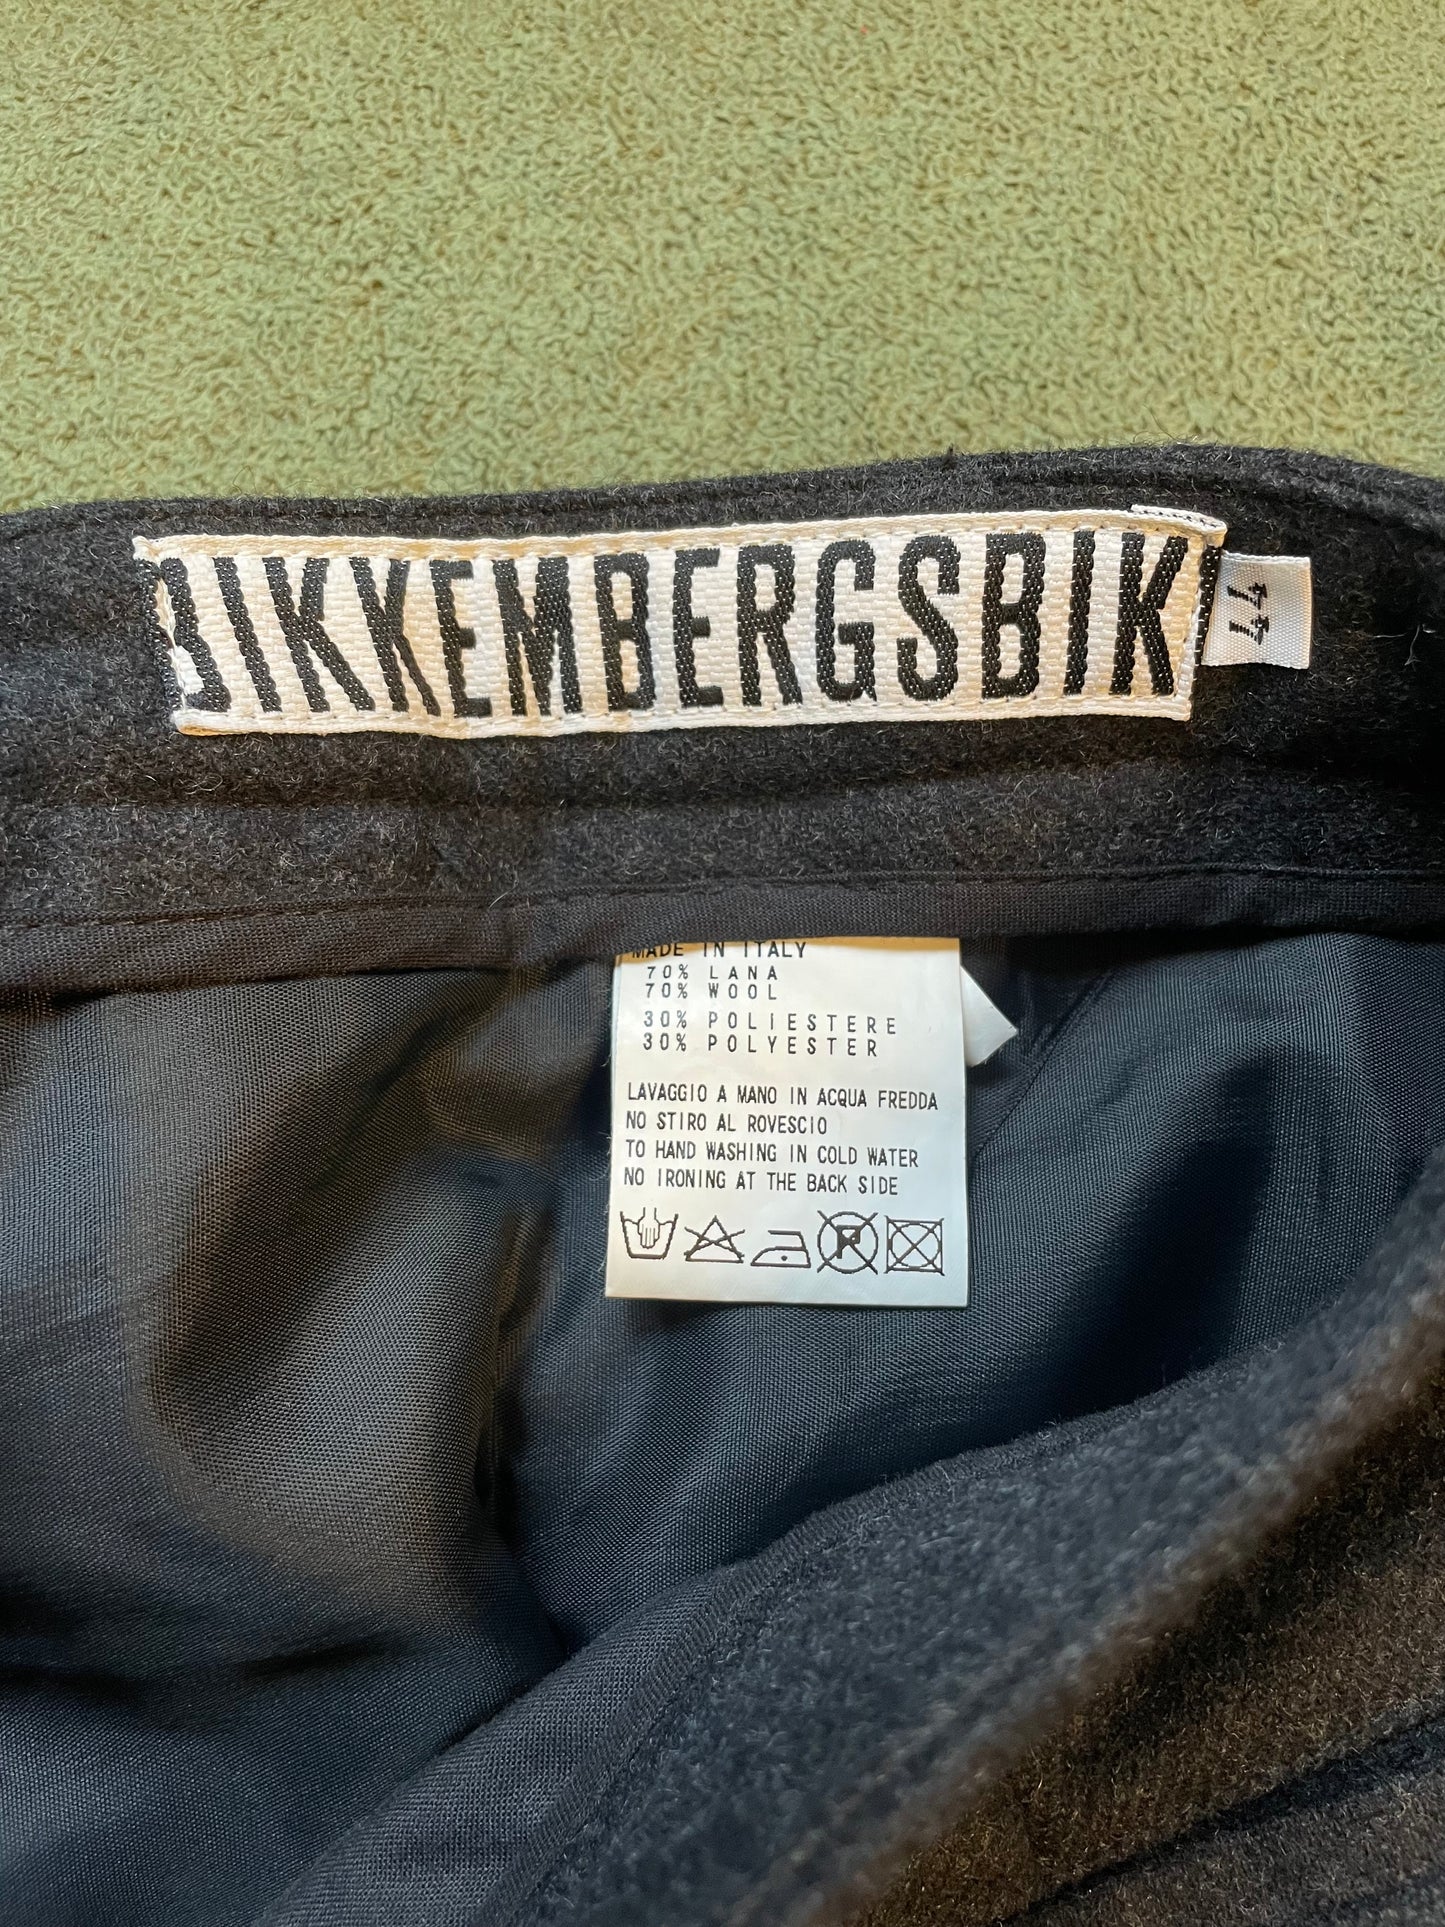 BIKKEMBERGSBIK
44
MADE IN ITALY
70% LANA
70% WOOL
30% POLIESTERE
30% POLYESTER
LAVAGGIO A MANO IN ACQUA FREDDA
NO STIRO AL ROVESCIO
TO HAND WASHING IN COLD WATER
NO IRONING AT THE BACK SIDE
P